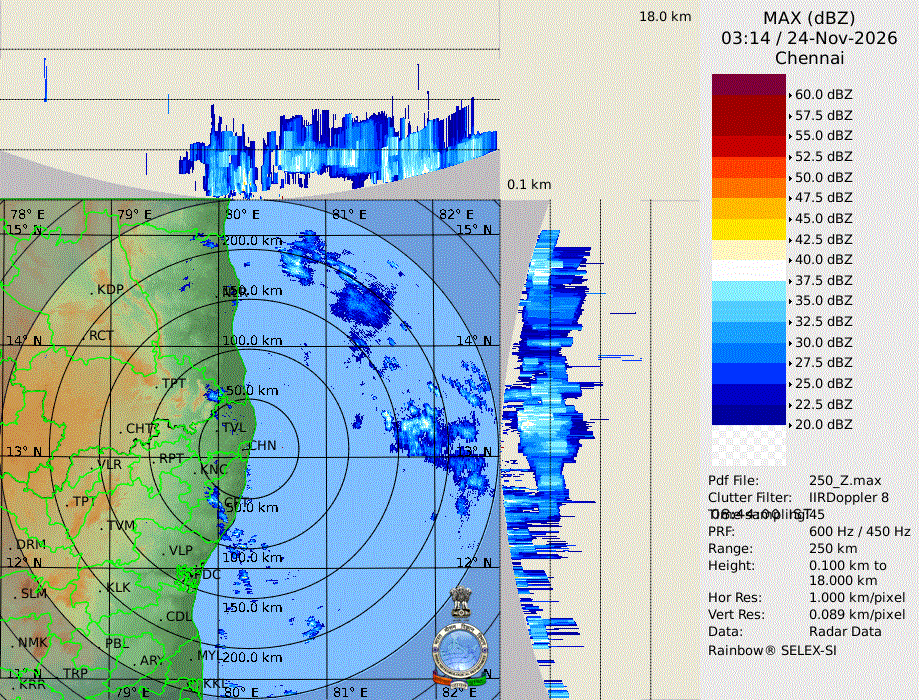 18.0 km
0.1 km
MAX (dBZ)
03:14 / 24-Nov-2026
Chennai
60.0 dBZ
57.5 dBZ
55.0 dBZ
52.5 dBZ
50.0 dBZ
47.5 dBZ
45.0 dBZ
42.5 dBZ
40.0 dBZ
37.5 dBZ
35.0 dBZ
32.5 dBZ
30.0 dBZ
27.5 dBZ
25.0 dBZ
22.5 dBZ
20.0 dBZ
Pdf File: 250_Z.max
Clutter Filter: IIRDoppler 8
Time sampling: 45
PRF: 600 Hz / 450 Hz
Range: 250 km
Height: 0.100 km to
18.000 km
Hor Res: 1.000 km/pixel
Vert Res: 0.089 km/pixel
Data: Radar Data
Rainbow® SELEX-SI
78° E 79° E 80° E 81° E 82° E
15° N 15° N
200.0 km
KDP
150.0 km
RCT
14° N 100.0 km 14° N
TPT
50.0 km
CHT TVL
CHN
13° N 13° N
VLR RPT KNC
TPT
50.0 km
TVM
DRM VLP
100.0 km
12° N 12° N
PDC
SLM KLK
150.0 km
CDL
NMK PBL
ARY MYL 200.0 km
11° N 11° N
TRP
KRR KKL
79° E 80° E 81° E 82° E